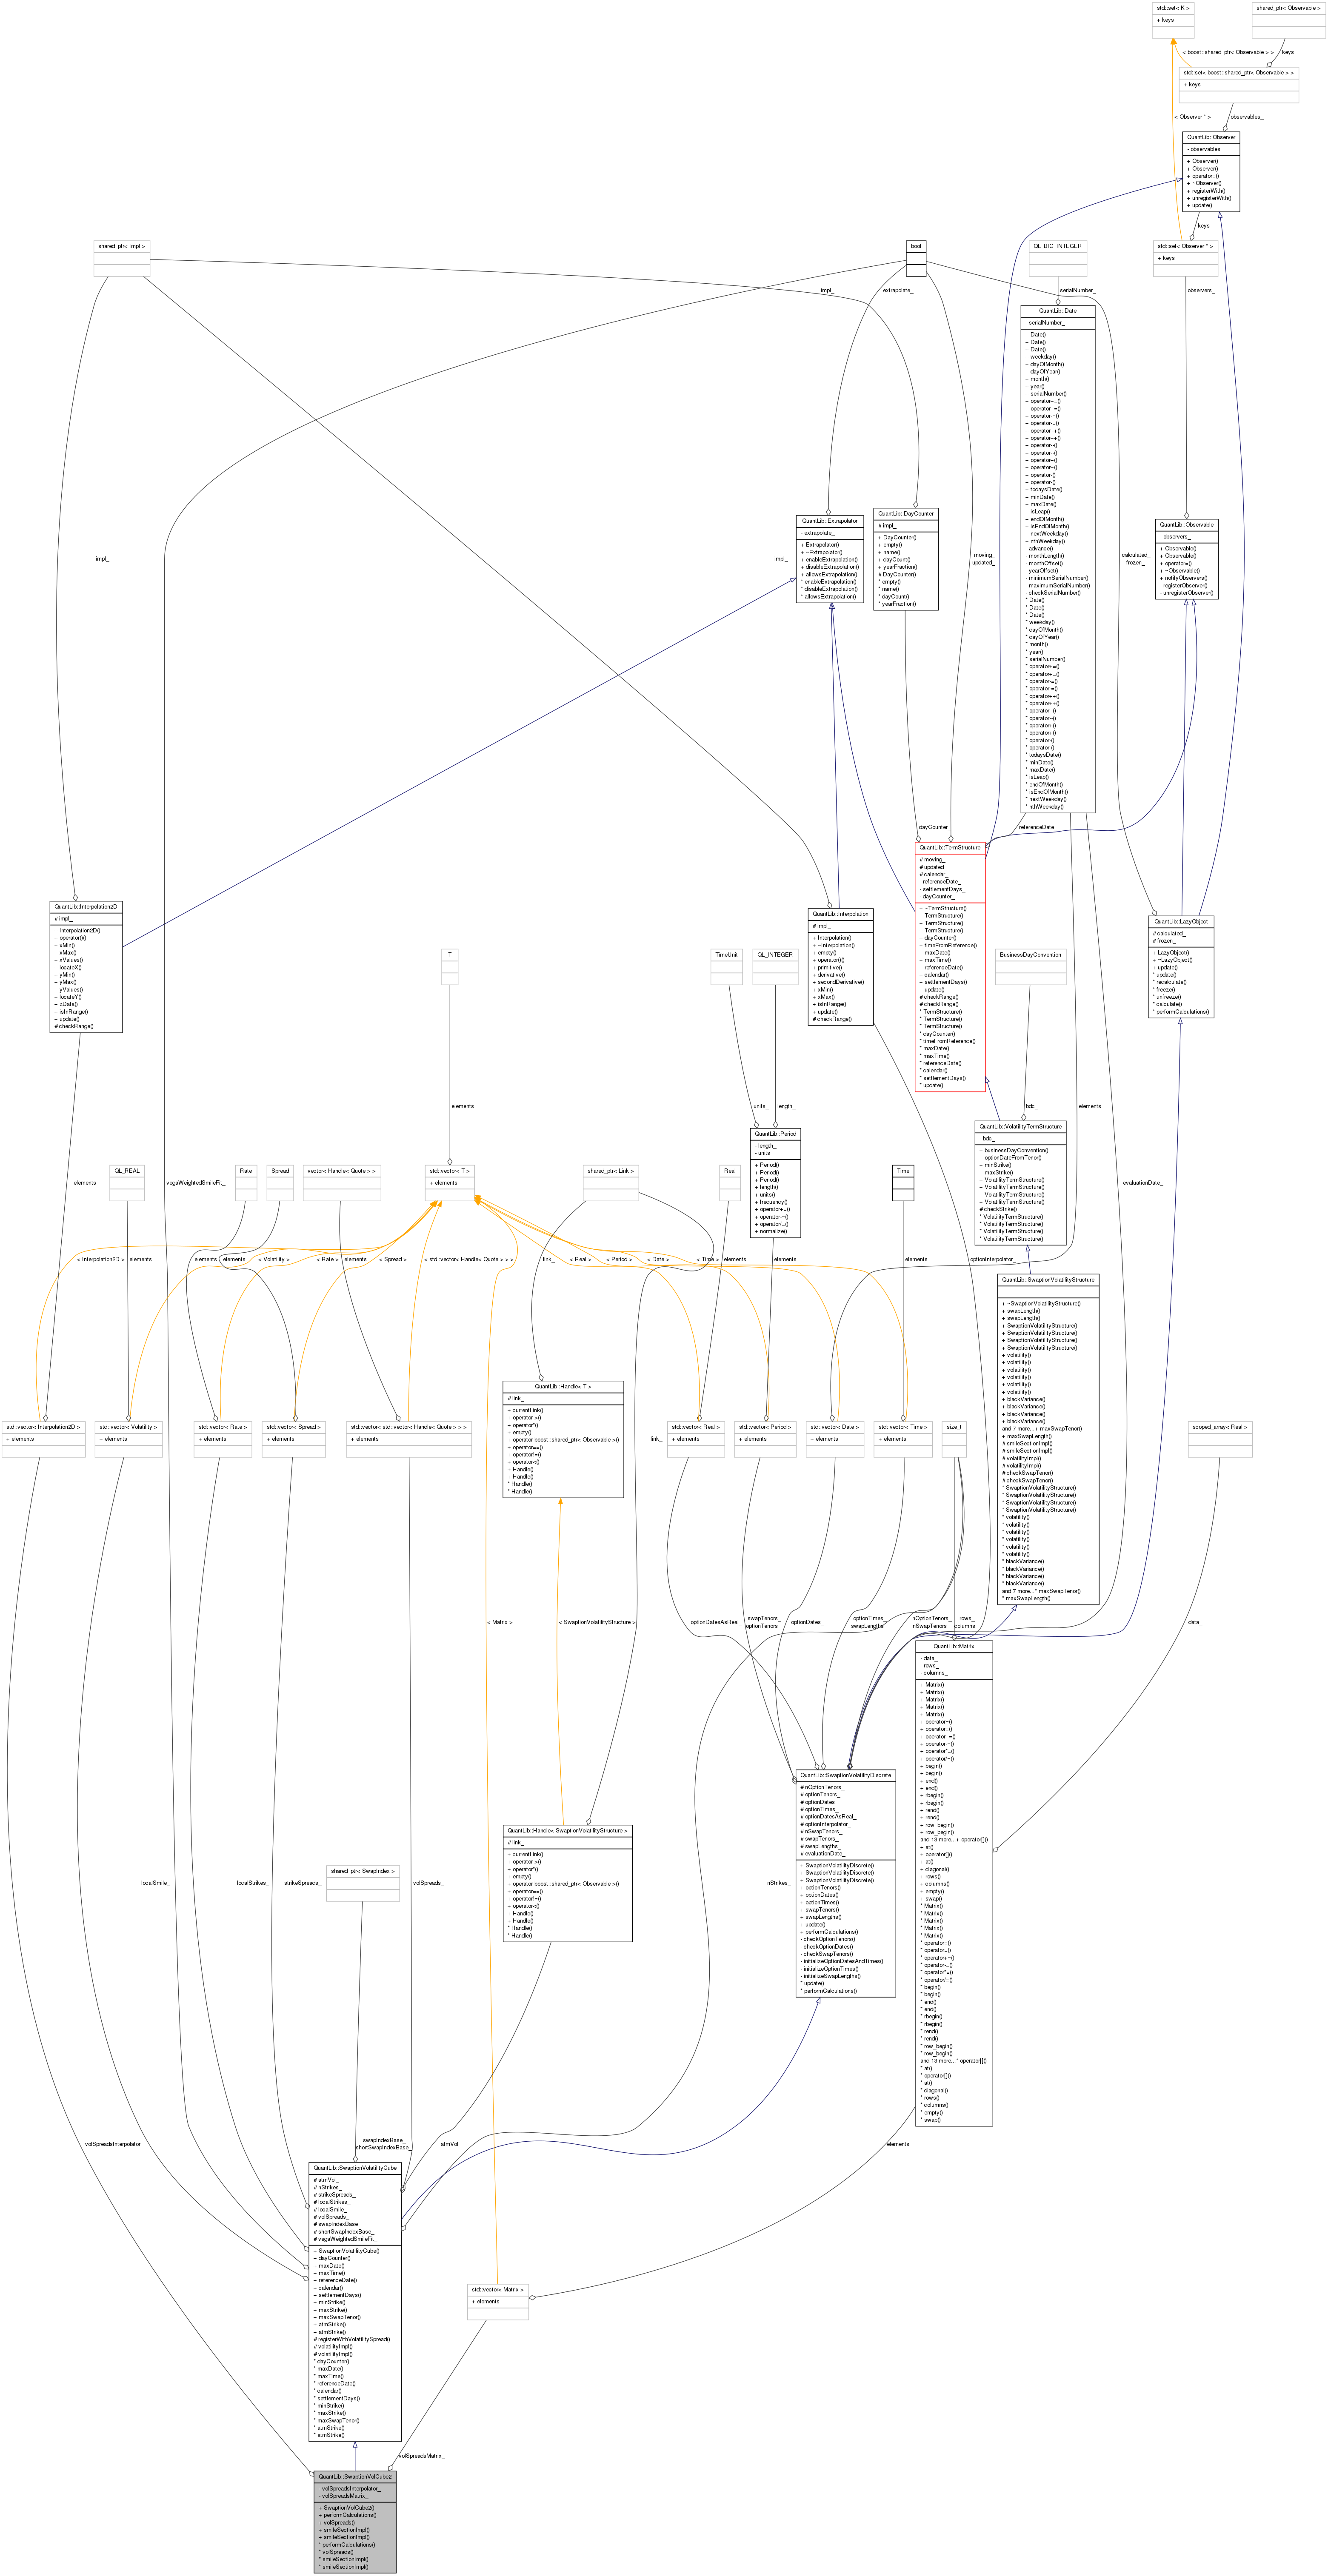 std::set< K >
+ keys
shared_ptr< Observable >
< boost::shared_ptr< Observable > >
keys
std::set< boost::shared_ptr< Observable > >
+ keys
< Observer * >
observables_
QuantLib::Observer
- observables_
+ Observer()
+ Observer()
+ operator=()
+ ~Observer()
+ registerWith()
+ unregisterWith()
+ update()
keys
shared_ptr< Impl >
bool
QL_BIG_INTEGER
std::set< Observer * >
+ keys
impl_
extrapolate_
serialNumber_
observers_
QuantLib::Date
- serialNumber_
+ Date()
+ Date()
+ Date()
+ weekday()
+ dayOfMonth()
+ dayOfYear()
+ month()
+ year()
+ serialNumber()
+ operator+=()
+ operator+=()
+ operator-=()
+ operator-=()
+ operator++()
+ operator++()
+ operator--()
+ operator--()
+ operator+()
+ operator+()
+ operator-()
+ operator-()
+ todaysDate()
+ minDate()
+ maxDate()
+ isLeap()
+ endOfMonth()
+ isEndOfMonth()
+ nextWeekday()
+ nthWeekday()
- advance()
- monthLength()
- monthOffset()
- yearOffset()
- minimumSerialNumber()
- maximumSerialNumber()
- checkSerialNumber()
* Date()
* Date()
* Date()
* weekday()
* dayOfMonth()
* dayOfYear()
* month()
* year()
* serialNumber()
* operator+=()
* operator+=()
* operator-=()
* operator-=()
* operator++()
* operator++()
* operator--()
* operator--()
* operator+()
* operator+()
* operator-()
* operator-()
* todaysDate()
* minDate()
* maxDate()
* isLeap()
* endOfMonth()
* isEndOfMonth()
* nextWeekday()
* nthWeekday()
QuantLib::Extrapolator
- extrapolate_
+ Extrapolator()
+ ~Extrapolator()
+ enableExtrapolation()
+ disableExtrapolation()
+ allowsExtrapolation()
* enableExtrapolation()
* disableExtrapolation()
* allowsExtrapolation()
QuantLib::DayCounter
# impl_
+ DayCounter()
+ empty()
+ name()
+ dayCount()
+ yearFraction()
# DayCounter()
* empty()
* name()
* dayCount()
* yearFraction()
QuantLib::Observable
- observers_
+ Observable()
+ Observable()
+ operator=()
+ ~Observable()
+ notifyObservers()
- registerObserver()
- unregisterObserver()
impl_
impl_
moving_
updated_
calculated_
frozen_
dayCounter_
referenceDate_
QuantLib::TermStructure
# moving_
# updated_
# calendar_
- referenceDate_
- settlementDays_
- dayCounter_
+ ~TermStructure()
+ TermStructure()
+ TermStructure()
+ TermStructure()
+ dayCounter()
+ timeFromReference()
+ maxDate()
+ maxTime()
+ referenceDate()
+ calendar()
+ settlementDays()
+ update()
# checkRange()
# checkRange()
* TermStructure()
* TermStructure()
* TermStructure()
* dayCounter()
* timeFromReference()
* maxDate()
* maxTime()
* referenceDate()
* calendar()
* settlementDays()
* update()
QuantLib::Interpolation2D
# impl_
+ Interpolation2D()
+ operator()()
+ xMin()
+ xMax()
+ xValues()
+ locateX()
+ yMin()
+ yMax()
+ yValues()
+ locateY()
+ zData()
+ isInRange()
+ update()
# checkRange()
QuantLib::Interpolation
# impl_
+ Interpolation()
+ ~Interpolation()
+ empty()
+ operator()()
+ primitive()
+ derivative()
+ secondDerivative()
+ xMin()
+ xMax()
+ isInRange()
+ update()
# checkRange()
QuantLib::LazyObject
# calculated_
# frozen_
+ LazyObject()
+ ~LazyObject()
+ update()
* update()
* recalculate()
* freeze()
* unfreeze()
* calculate()
* performCalculations()
T
TimeUnit
QL_INTEGER
BusinessDayConvention
elements
units_
length_
bdc_
elements
QuantLib::Period
- length_
- units_
+ Period()
+ Period()
+ Period()
+ length()
+ units()
+ frequency()
+ operator+=()
+ operator-=()
+ operator/=()
+ normalize()
QuantLib::VolatilityTermStructure
- bdc_
+ businessDayConvention()
+ optionDateFromTenor()
+ minStrike()
+ maxStrike()
+ VolatilityTermStructure()
+ VolatilityTermStructure()
+ VolatilityTermStructure()
+ VolatilityTermStructure()
# checkStrike()
* VolatilityTermStructure()
* VolatilityTermStructure()
* VolatilityTermStructure()
* VolatilityTermStructure()
QL_REAL
Rate
Spread
vector< Handle< Quote > >
std::vector< T >
+ elements
shared_ptr< Link >
Real
Time
elements
vegaWeightedSmileFit_
evaluationDate_
< Interpolation2D >
elements
< Volatility >
elements
< Rate >
elements
< Spread >
elements
< std::vector< Handle< Quote > > >
link_
< Real >
< Period >
< Date >
< Time >
elements
elements
elements
optionInterpolator_
QuantLib::SwaptionVolatilityStructure
+ ~SwaptionVolatilityStructure()
+ swapLength()
+ swapLength()
+ SwaptionVolatilityStructure()
+ SwaptionVolatilityStructure()
+ SwaptionVolatilityStructure()
+ SwaptionVolatilityStructure()
+ volatility()
+ volatility()
+ volatility()
+ volatility()
+ volatility()
+ volatility()
+ blackVariance()
+ blackVariance()
+ blackVariance()
+ blackVariance()
and 7 more...+ maxSwapTenor()
+ maxSwapLength()
# smileSectionImpl()
# smileSectionImpl()
# volatilityImpl()
# volatilityImpl()
# checkSwapTenor()
# checkSwapTenor()
* SwaptionVolatilityStructure()
* SwaptionVolatilityStructure()
* SwaptionVolatilityStructure()
* SwaptionVolatilityStructure()
* volatility()
* volatility()
* volatility()
* volatility()
* volatility()
* volatility()
* blackVariance()
* blackVariance()
* blackVariance()
* blackVariance()
and 7 more...* maxSwapTenor()
* maxSwapLength()
QuantLib::Handle< T >
# link_
+ currentLink()
+ operator->()
+ operator*()
+ empty()
+ operator boost::shared_ptr< Observable >()
+ operator==()
+ operator!=()
+ operator<()
+ Handle()
+ Handle()
* Handle()
* Handle()
std::vector< Interpolation2D >
+ elements
std::vector< Volatility >
+ elements
std::vector< Rate >
+ elements
std::vector< Spread >
+ elements
std::vector< std::vector< Handle< Quote > > >
+ elements
link_
std::vector< Real >
+ elements
std::vector< Period >
+ elements
std::vector< Date >
+ elements
std::vector< Time >
+ elements
size_t
scoped_array< Real >
< Matrix >
< SwaptionVolatilityStructure >
optionDatesAsReal_
swapTenors_
optionTenors_
optionDates_
optionTimes_
swapLengths_
nOptionTenors_
nSwapTenors_
rows_
columns_
data_
QuantLib::Matrix
- data_
- rows_
- columns_
+ Matrix()
+ Matrix()
+ Matrix()
+ Matrix()
+ Matrix()
+ operator=()
+ operator=()
+ operator+=()
+ operator-=()
+ operator*=()
+ operator/=()
+ begin()
+ begin()
+ end()
+ end()
+ rbegin()
+ rbegin()
+ rend()
+ rend()
+ row_begin()
+ row_begin()
and 13 more...+ operator[]()
+ at()
+ operator[]()
+ at()
+ diagonal()
+ rows()
+ columns()
+ empty()
+ swap()
* Matrix()
* Matrix()
* Matrix()
* Matrix()
* Matrix()
* operator=()
* operator=()
* operator+=()
* operator-=()
* operator*=()
* operator/=()
* begin()
* begin()
* end()
* end()
* rbegin()
* rbegin()
* rend()
* rend()
* row_begin()
* row_begin()
and 13 more...* operator[]()
* at()
* operator[]()
* at()
* diagonal()
* rows()
* columns()
* empty()
* swap()
QuantLib::SwaptionVolatilityDiscrete
# nOptionTenors_
# optionTenors_
# optionDates_
# optionTimes_
# optionDatesAsReal_
# optionInterpolator_
# nSwapTenors_
# swapTenors_
# swapLengths_
# evaluationDate_
+ SwaptionVolatilityDiscrete()
+ SwaptionVolatilityDiscrete()
+ SwaptionVolatilityDiscrete()
+ optionTenors()
+ optionDates()
+ optionTimes()
+ swapTenors()
+ swapLengths()
+ update()
+ performCalculations()
- checkOptionTenors()
- checkOptionDates()
- checkSwapTenors()
- initializeOptionDatesAndTimes()
- initializeOptionTimes()
- initializeSwapLengths()
* update()
* performCalculations()
QuantLib::Handle< SwaptionVolatilityStructure >
# link_
+ currentLink()
+ operator->()
+ operator*()
+ empty()
+ operator boost::shared_ptr< Observable >()
+ operator==()
+ operator!=()
+ operator<()
+ Handle()
+ Handle()
* Handle()
* Handle()
shared_ptr< SwapIndex >
localSmile_
localStrikes_
strikeSpreads_
volSpreads_
nStrikes_
volSpreadsInterpolator_
swapIndexBase_
shortSwapIndexBase_
atmVol_
elements
QuantLib::SwaptionVolatilityCube
# atmVol_
# nStrikes_
# strikeSpreads_
# localStrikes_
# localSmile_
# volSpreads_
# swapIndexBase_
# shortSwapIndexBase_
# vegaWeightedSmileFit_
+ SwaptionVolatilityCube()
+ dayCounter()
+ maxDate()
+ maxTime()
+ referenceDate()
+ calendar()
+ settlementDays()
+ minStrike()
+ maxStrike()
+ maxSwapTenor()
+ atmStrike()
+ atmStrike()
# registerWithVolatilitySpread()
# volatilityImpl()
# volatilityImpl()
* dayCounter()
* maxDate()
* maxTime()
* referenceDate()
* calendar()
* settlementDays()
* minStrike()
* maxStrike()
* maxSwapTenor()
* atmStrike()
* atmStrike()
std::vector< Matrix >
+ elements
volSpreadsMatrix_
QuantLib::SwaptionVolCube2
- volSpreadsInterpolator_
- volSpreadsMatrix_
+ SwaptionVolCube2()
+ performCalculations()
+ volSpreads()
+ smileSectionImpl()
+ smileSectionImpl()
* performCalculations()
* volSpreads()
* smileSectionImpl()
* smileSectionImpl()